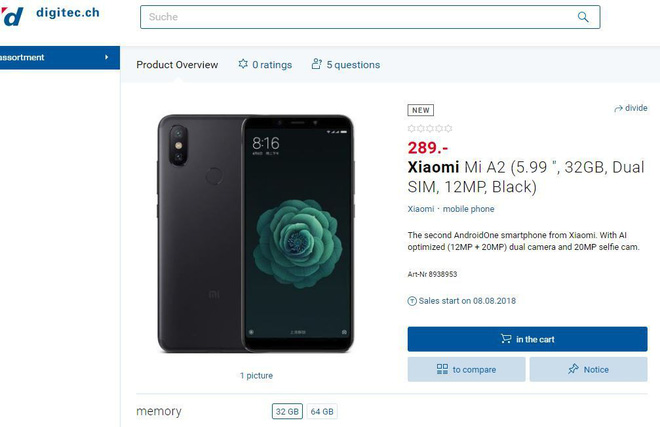 digitec.ch
Suche
assortment
Product Overview
0 ratings
5 questions
NEW
divide
289.-
Xiaomi Mi A2 (5.99 ", 32GB, Dual
SIM, 12MP, Black)
Xiaomi · mobile phone
The second AndroidOne smartphone from Xiaomi. With AI
optimized (12MP + 20MP) dual camera and 20MP selfie cam.
Art-Nr 8938953
Sales start on 08.08.2018
in the cart
to compare
Notice
8:16
1 picture
memory
32 GB
64 GB